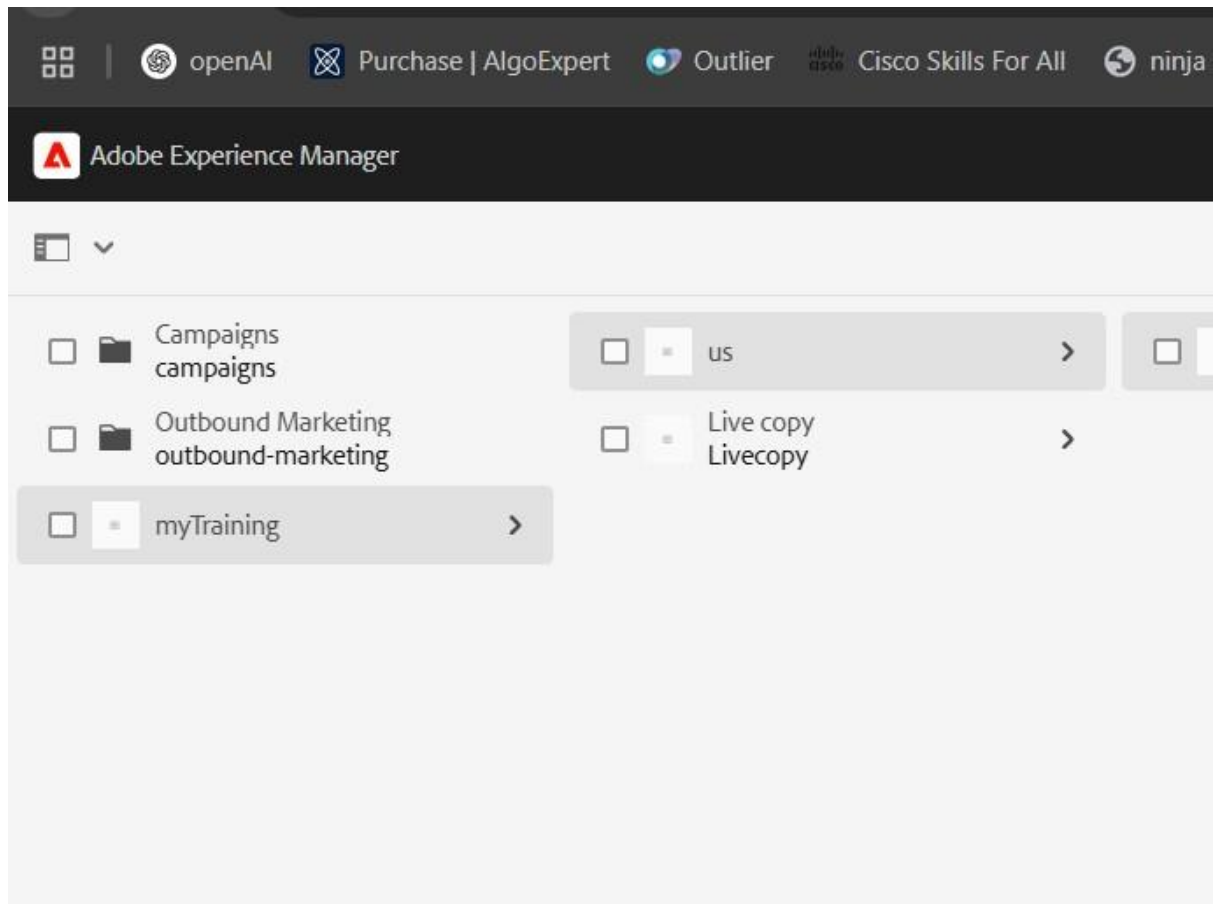 openAI Purchase | AlgoExpert Outlier Cisco Skills For All ninja
Adobe Experience Manager
Campaigns
campaigns
Outbound Marketing
outbound-marketing
myTraining
us
Live copy
Livecopy